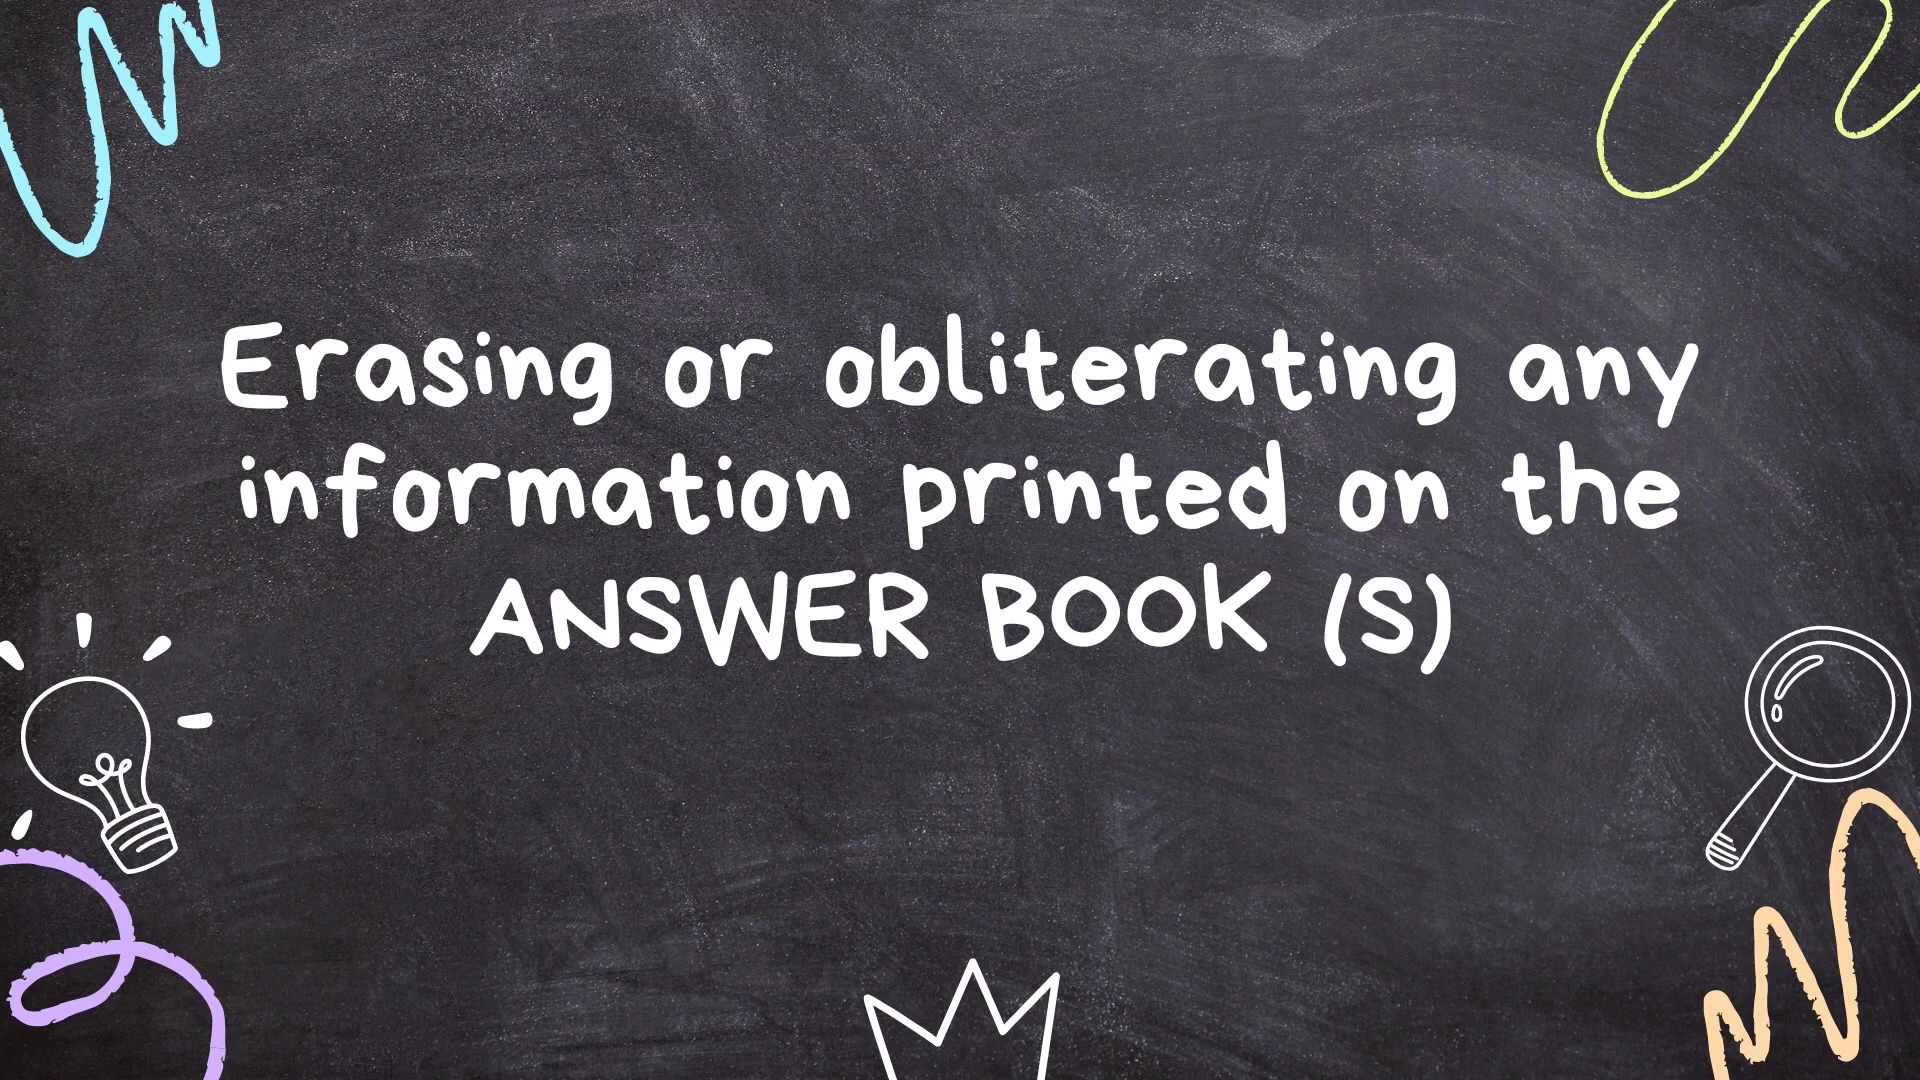 Erasing or obliterating any
information printed on the
ANSWER BOOK (S)